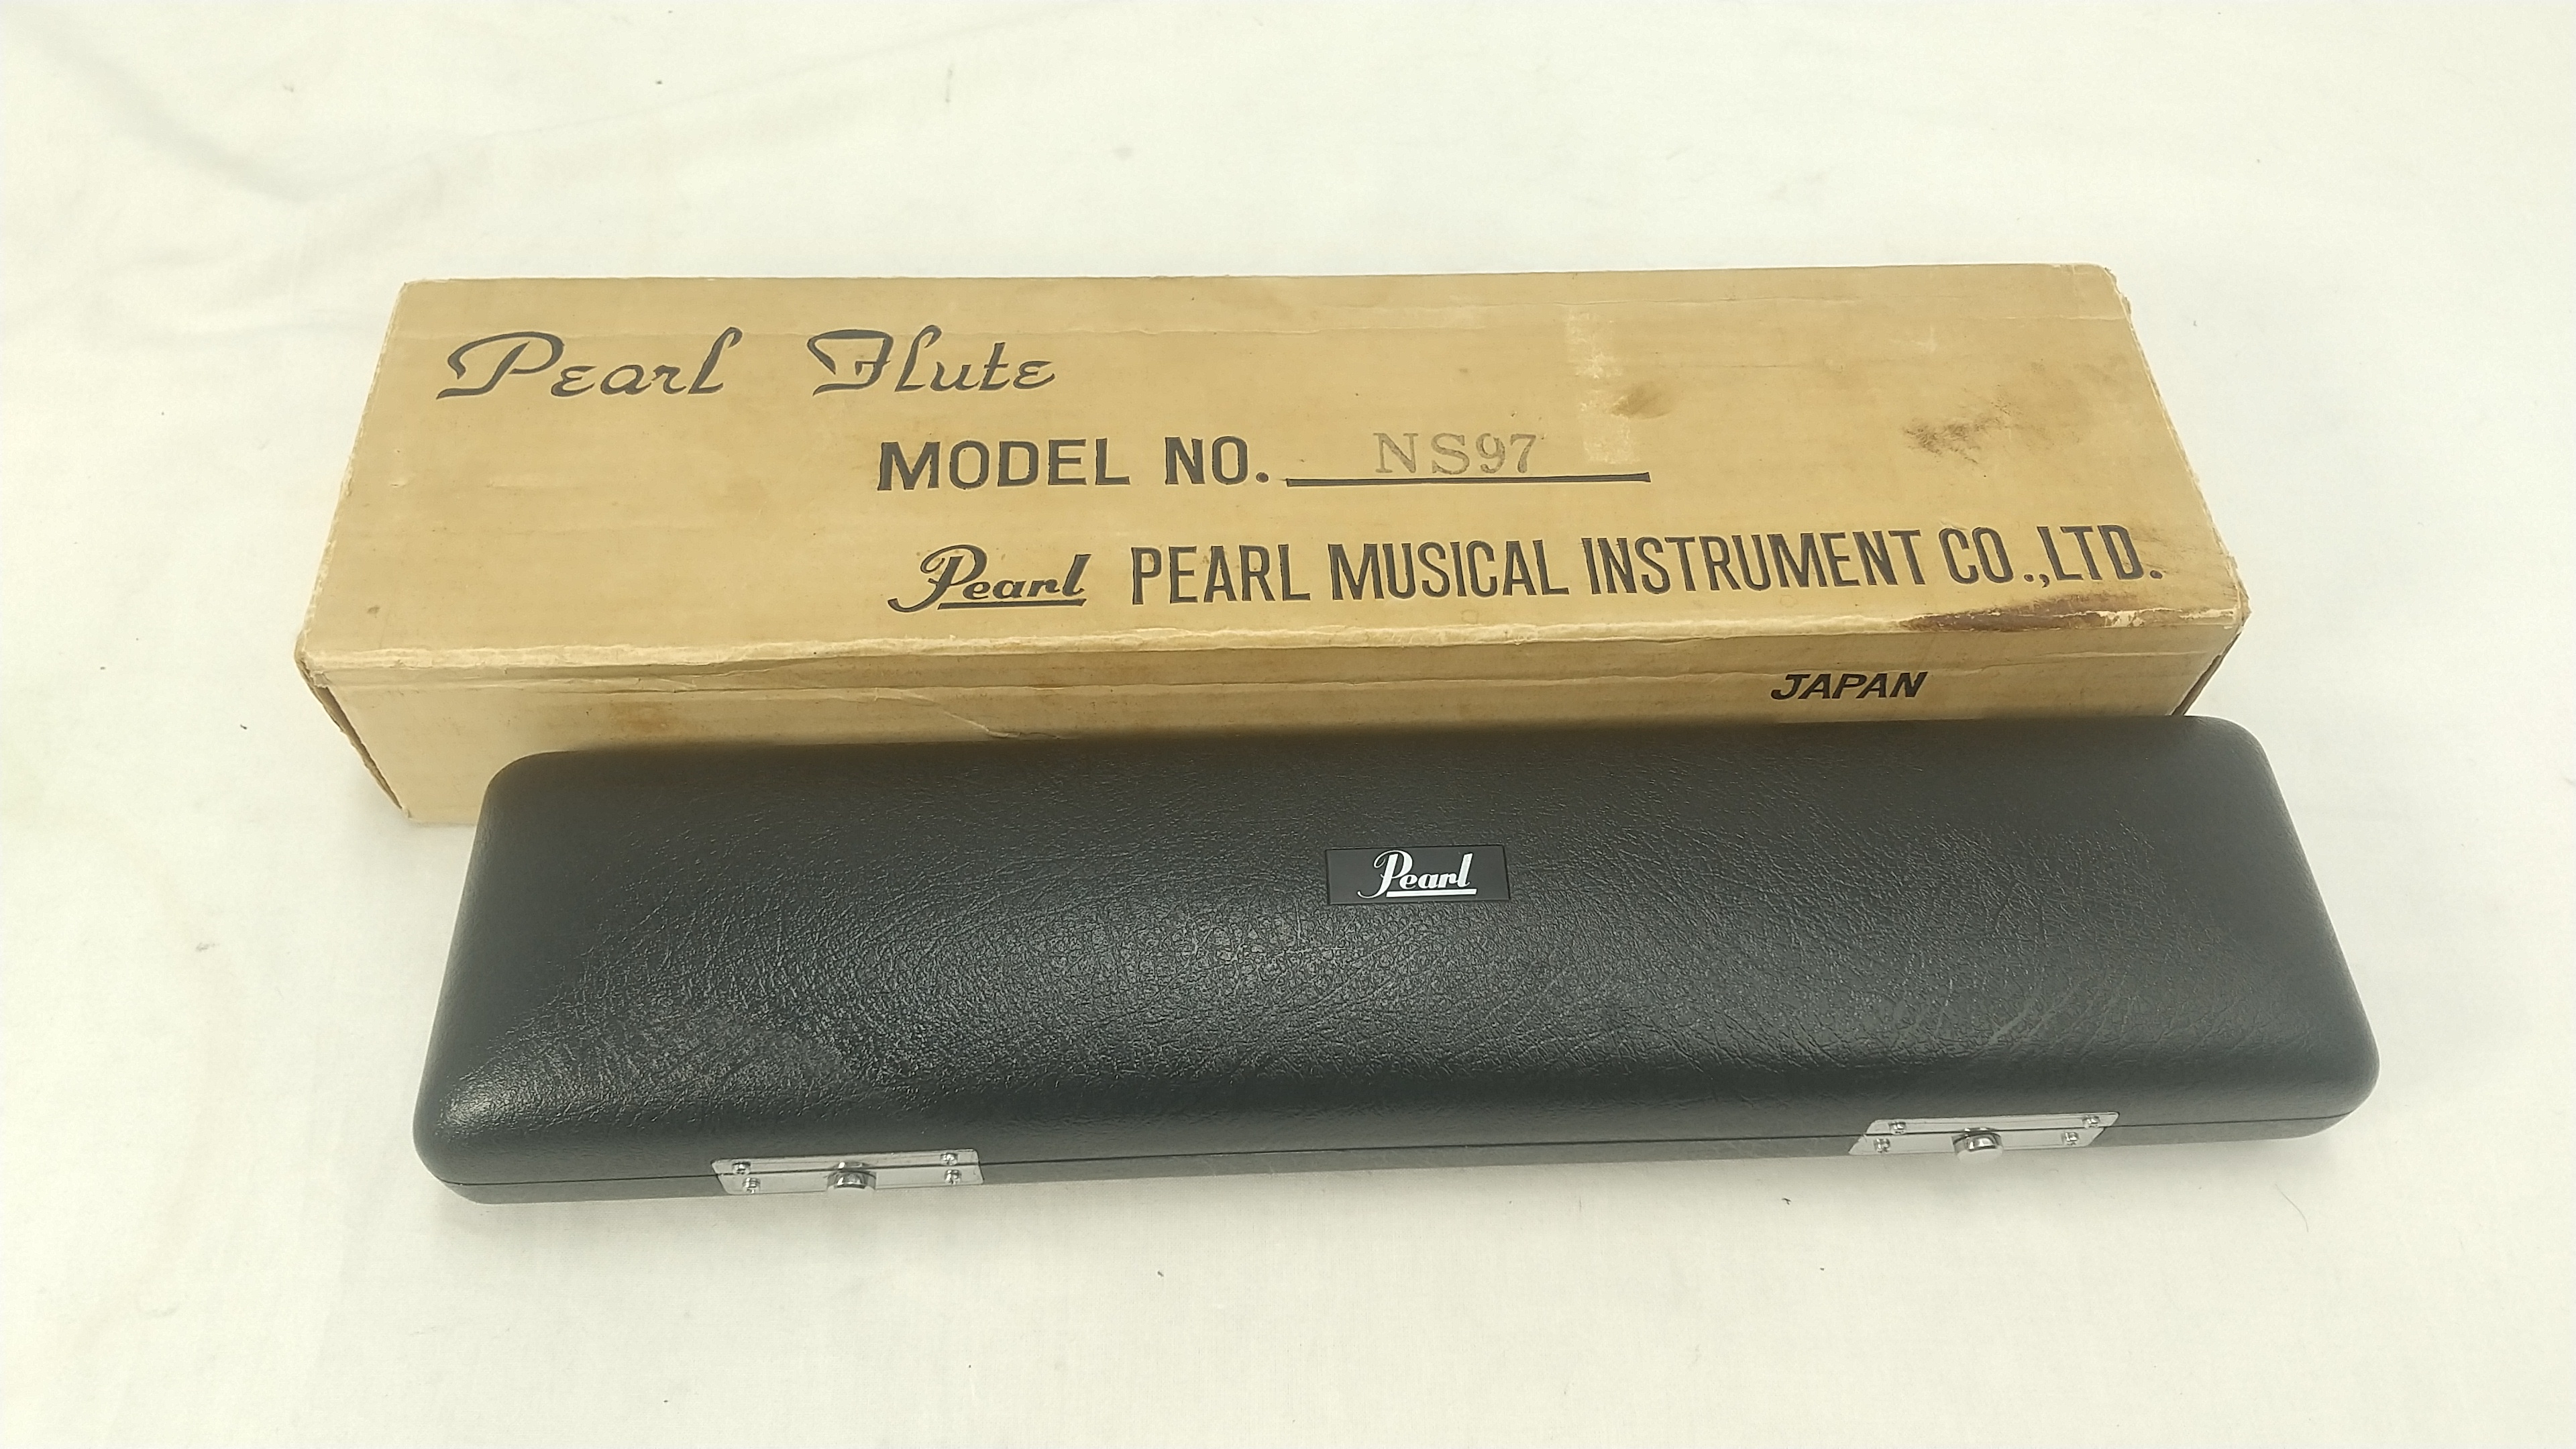 Pearl Flute
MODEL NO. NS97
Pearl PEARL MUSICAL INSTRUMENT CO.,LTD.
JAPAN
Pearl